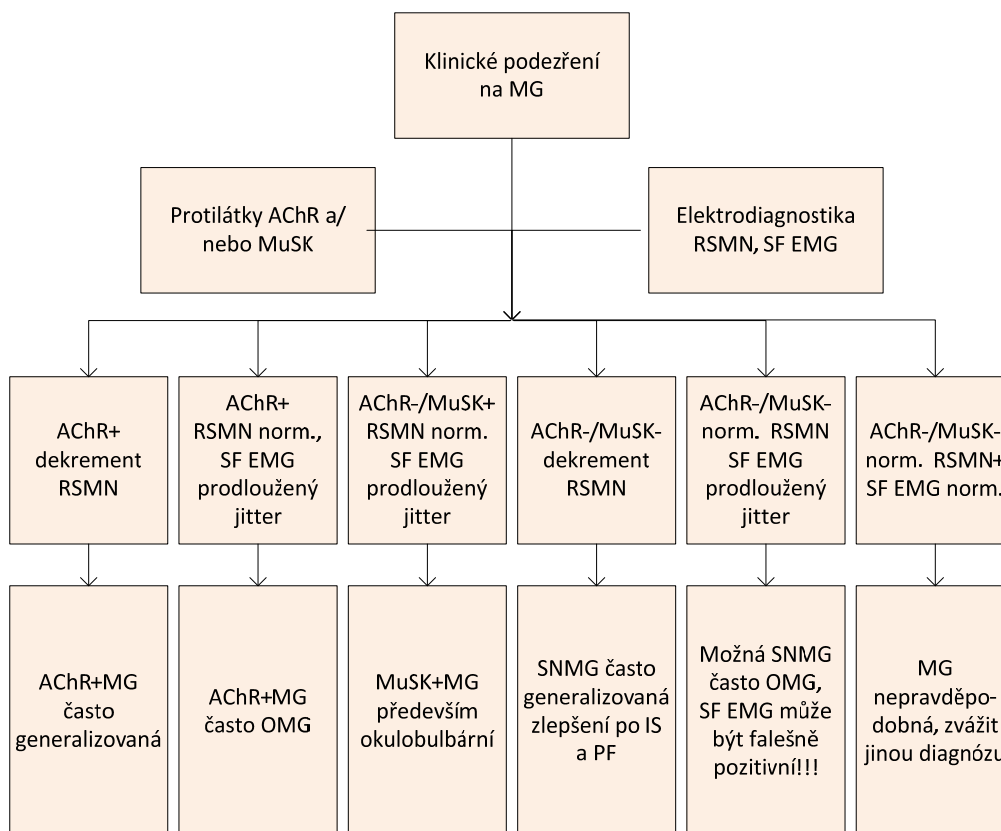 Klinické podezření
na MG
Protilátky AChR a/
nebo MuSK
Elektrodiagnostika
RSMN, SF EMG
AChR+
dekrement
RSMN
AChR+
RSMN norm.,
SF EMG
prodloužený
jitter
AChR-/MuSK+
RSMN norm.
SF EMG
prodloužený
jitter
AChR-/MuSK-
dekrement
RSMN
AChR-/MuSK-
norm. RSMN
SF EMG
prodloužený
jitter
AChR-/MuSK-
norm. RSMN+
SF EMG norm.
AChR+MG
často
generalizovaná
AChR+MG
často OMG
MuSK+MG
především
okulobulbární
SNMG často
generalizovaná
zlepšení po IS
a PF
Možná SNMG
často OMG,
SF EMG může
být falešně
pozitivní!!!
MG
nepravděpo-
dobná, zvážit
jinou diagnózu